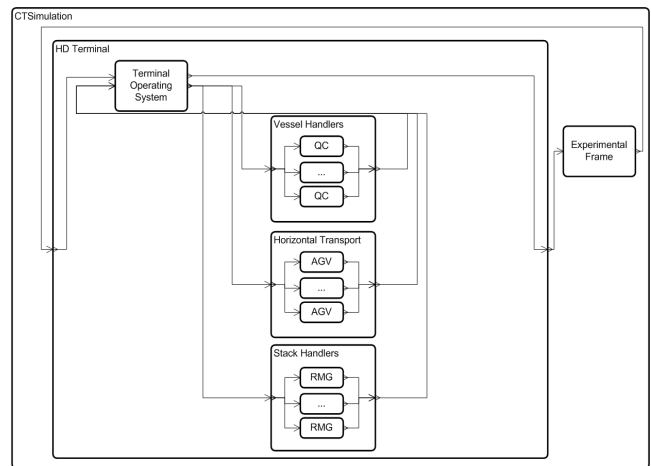 CTSimulation
HD Terminal
Terminal
Operating
System
Vessel Handlers
QC
...
QC
Experimental
Frame
Horizontal Transport
AGV
...
AGV
Stack Handlers
RMG
...
RMG